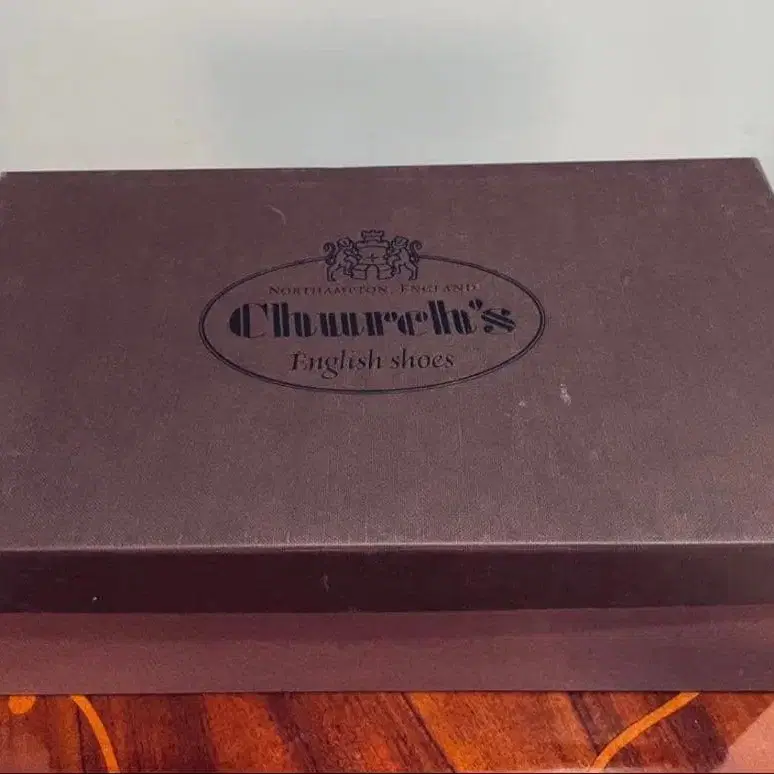 NORTHAMPTON, ENGLAND
Church's
English shoes